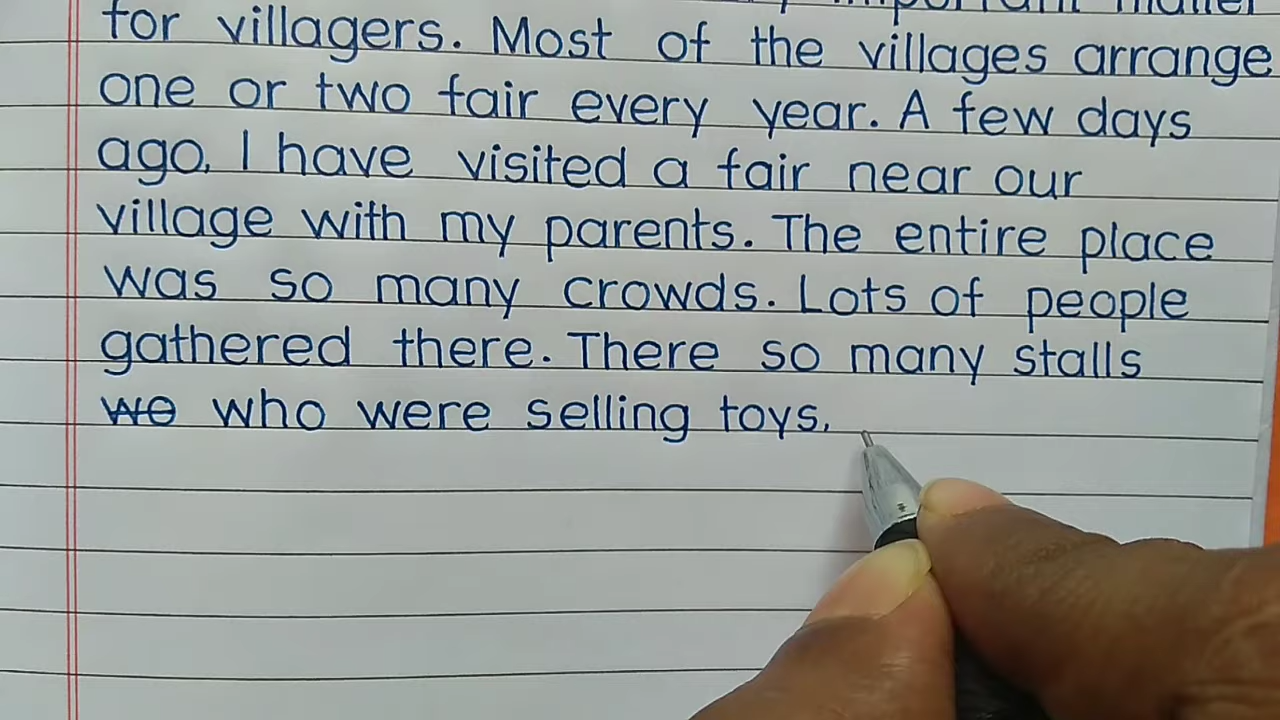 important matter
for villagers. Most of the villages arrange
one or two fair every year. A few days
ago, I have visited a fair near our
village with my parents. The entire place
was so many crowds. Lots of people
gathered there. There so many stalls
who were selling toys,